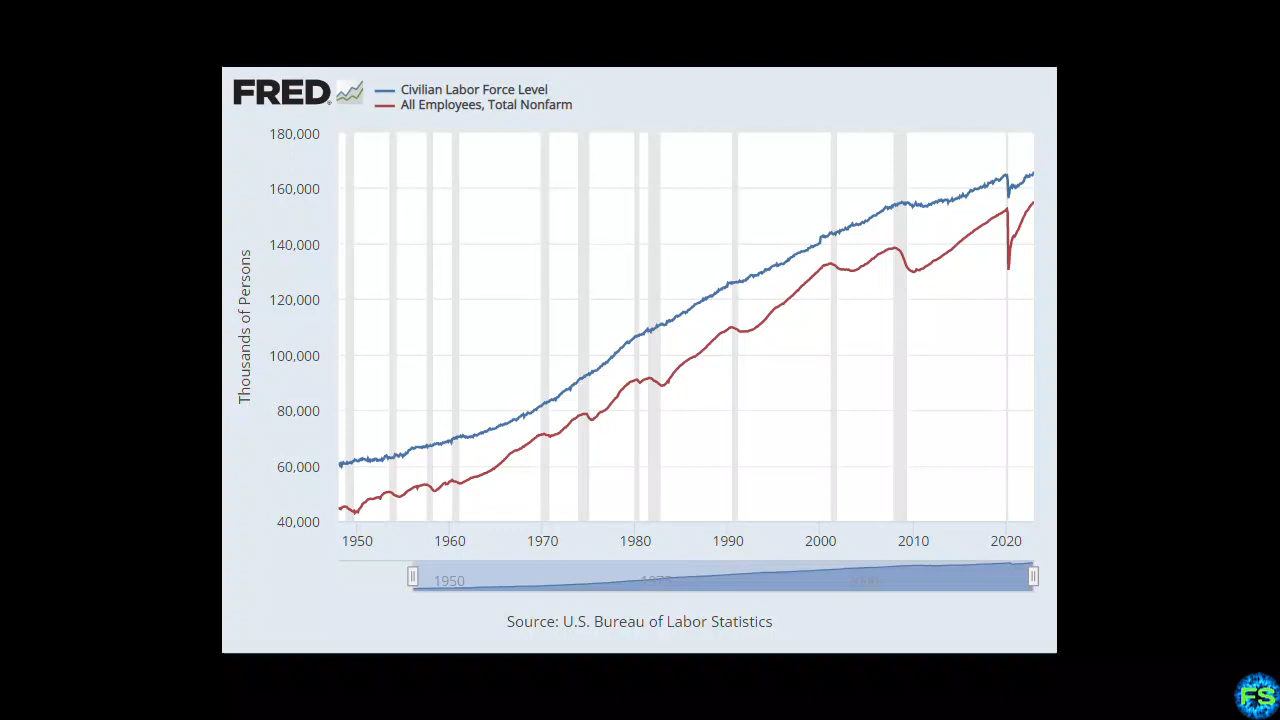 FRED
Civilian Labor Force Level
All Employees, Total Nonfarm
180,000
160,000
140,000
120,000
100,000
80,000
60,000
40,000
Thousands of Persons
1950 1960 1970 1980 1990 2000 2010 2020
1950 1975 2000
Source: U.S. Bureau of Labor Statistics
FS